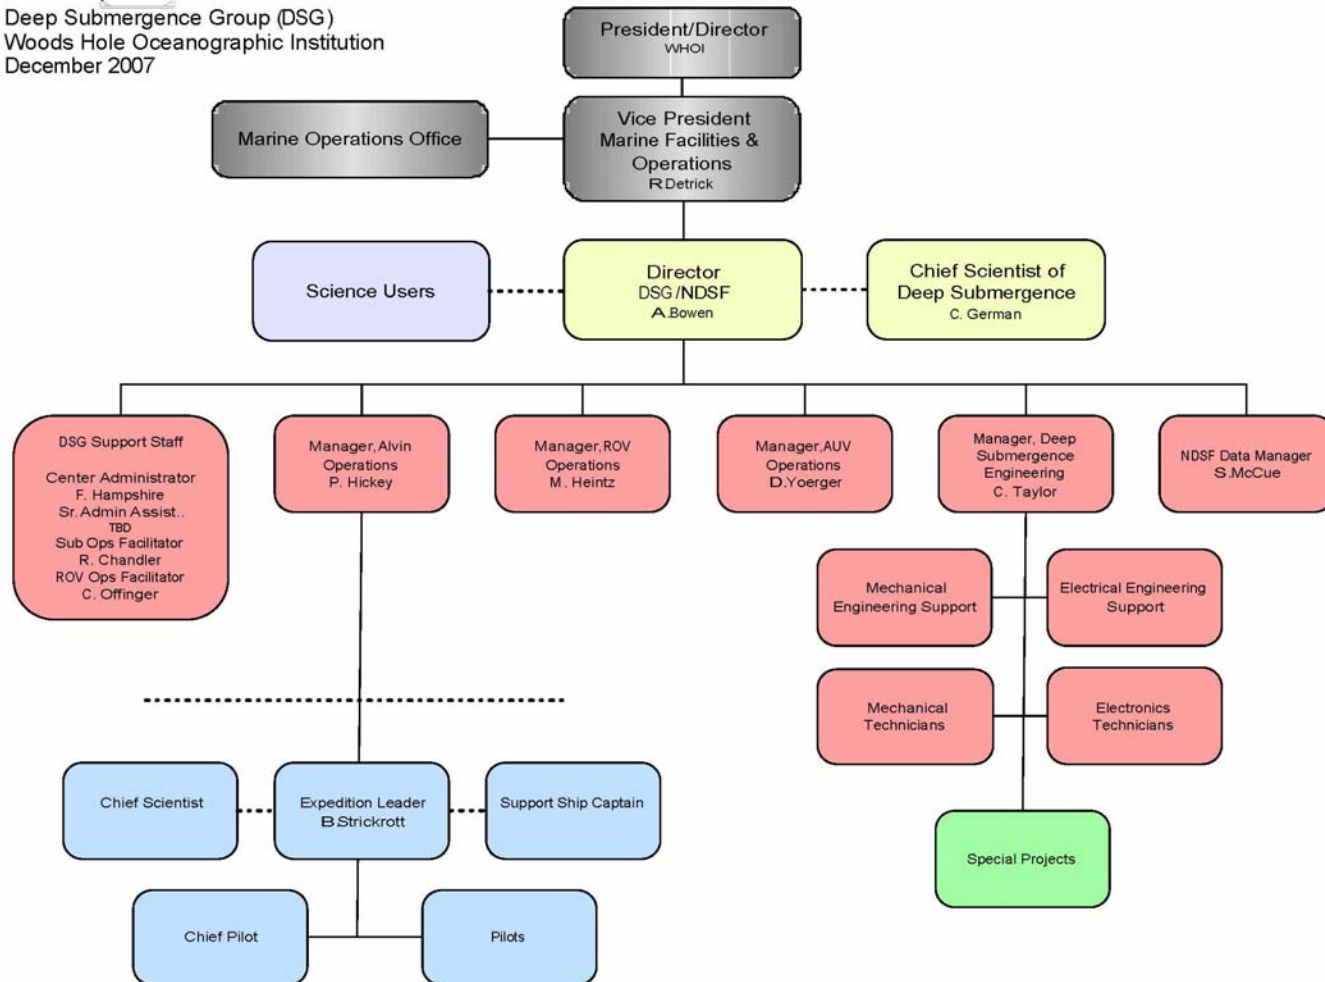 Deep Submergence Group (DSG)
Woods Hole Oceanographic Institution
December 2007
President/Director
WHOI
Marine Operations Office
Vice President
Marine Facilities &
Operations
R Detrick
Science Users
Director
DSG/NDSF
A.Bowen
Chief Scientist of
Deep Submergence
C. German
DSG Support Staff
Center Administrator
F. Hampshire
Sr. Admin Assist..
TBD
Sub Ops Facilitator
R. Chandler
ROV Ops Facilitator
C. Offinger
Manager, Alvin
Operations
P. Hickey
Manager, ROV
Operations
M. Heintz
Manager, AUV
Operations
D.Yoerger
Manager, Deep
Submergence
Engineering
C. Taylor
NDSF Data Manager
S.McCue
Mechanical
Engineering Support
Electrical Engineering
Support
Mechanical
Technicians
Electronics
Technicians
Chief Scientist
Expedition Leader
B.Strickrott
Support Ship Captain
Special Projects
Chief Pilot
Pilots